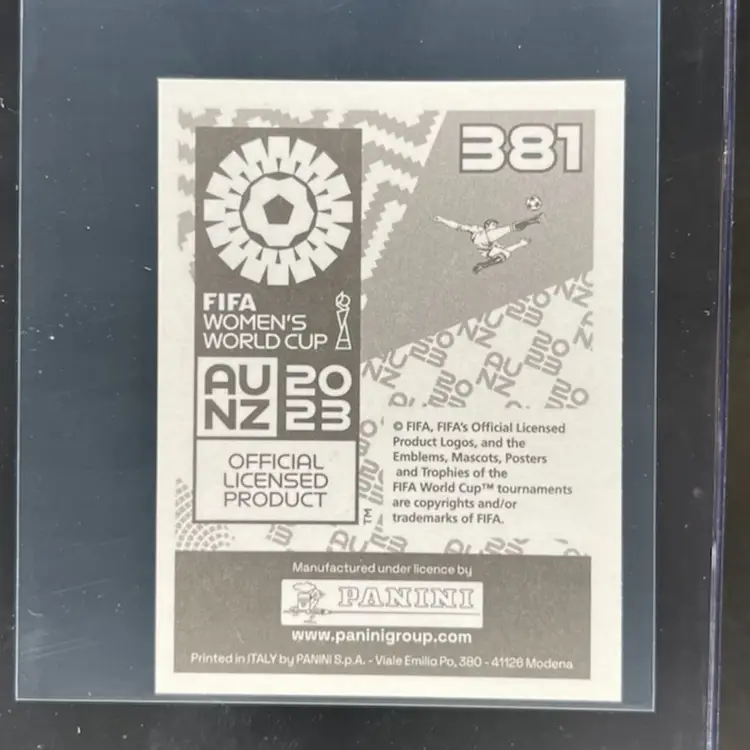 381
FIFA
WOMEN'S
WORLD CUP
AU 20
NZ 23
OFFICIAL
LICENSED
PRODUCT
TM
© FIFA, FIFA's Official Licensed
Product Logos, and the
Emblems, Mascots, Posters
and Trophies of the
FIFA World Cup™ tournaments
are copyrights and/or
trademarks of FIFA.
Manufactured under licence by
PANINI
www.paninigroup.com
Printed in ITALY by PANINI S.p.A. - Viale Emilio Po, 380 - 41126 Modena